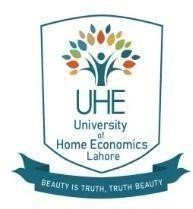 UHE
University
of
Home Economics
Lahore
BEAUTY IS TRUTH, TRUTH BEAUTY